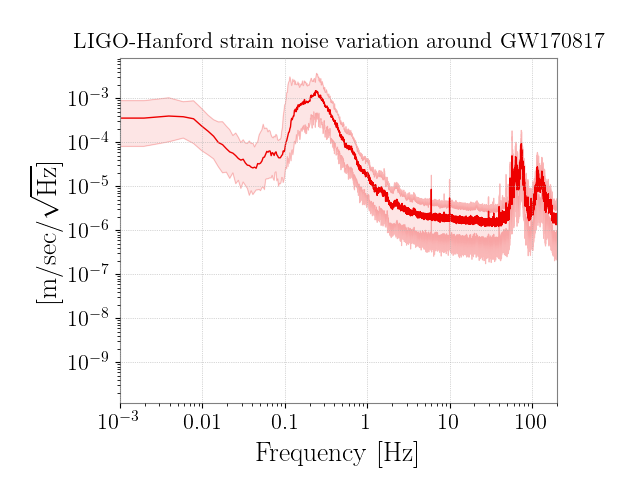 LIGO-Hanford strain noise variation around GW170817
[m/sec/√Hz]
10⁻³
10⁻⁴
10⁻⁵
10⁻⁶
10⁻⁷
10⁻⁸
10⁻⁹
10⁻³ 0.01 0.1 1 10 100
Frequency [Hz]